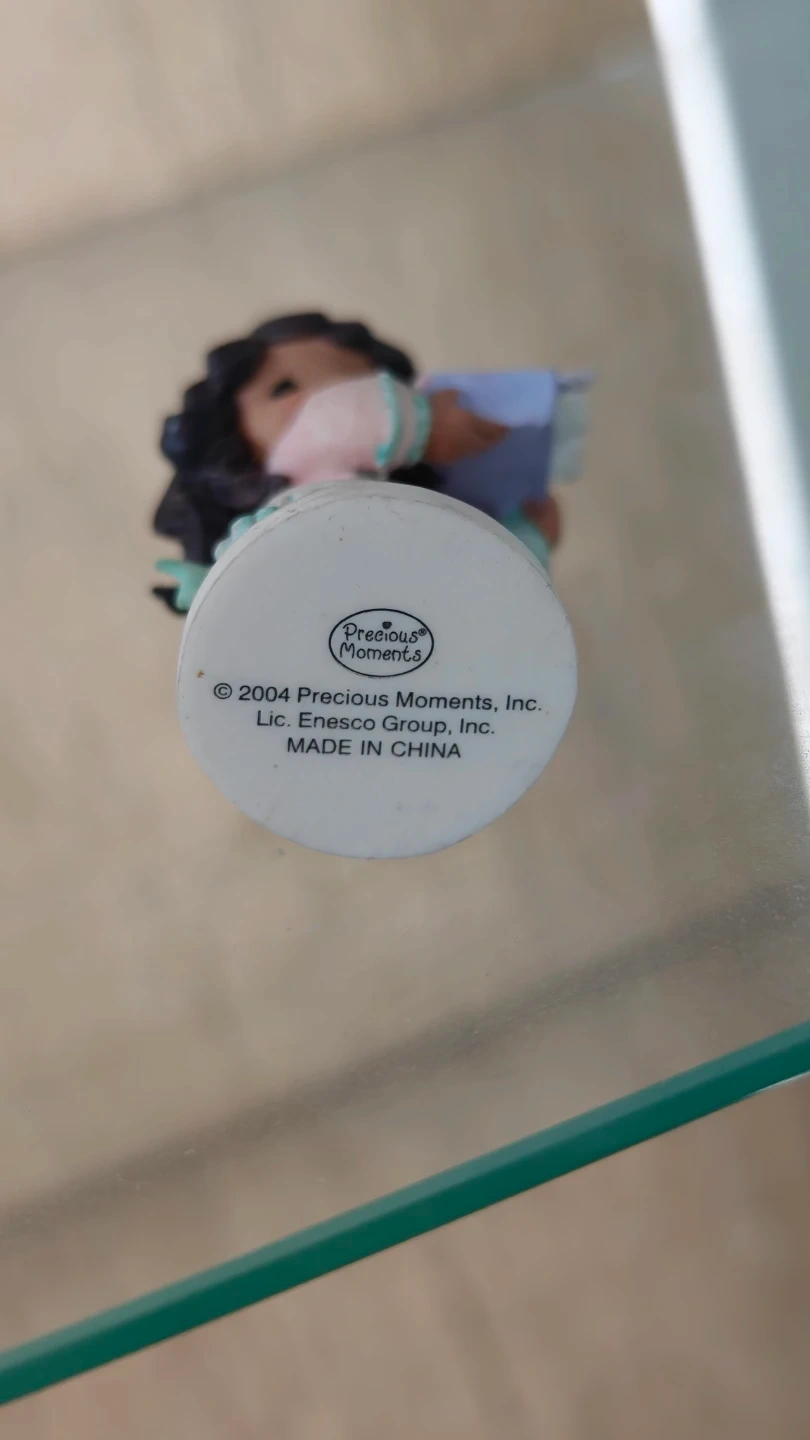 Precious®
Moments
© 2004 Precious Moments, Inc.
Lic. Enesco Group, Inc.
MADE IN CHINA